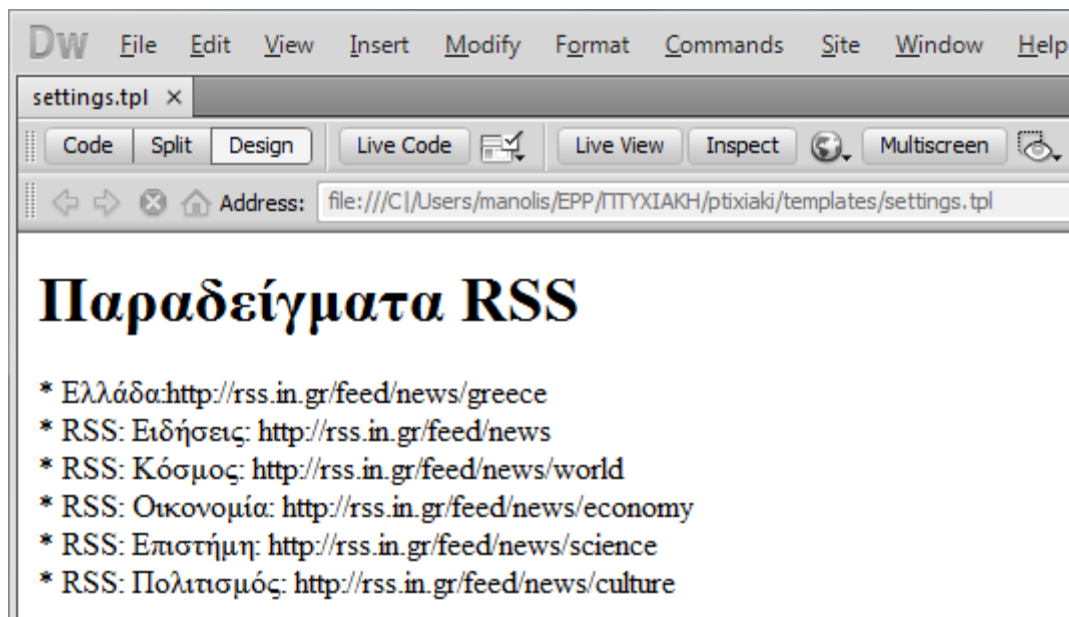 Dw File Edit View Insert Modify Format Commands Site Window Help
settings.tpl ×
Code Split Design Live Code Live View Inspect Multiscreen
Address: file:///C|/Users/manolis/EPP/ΠΤΥΧΙΑΚΗ/ptixiaki/templates/settings.tpl
Παραδείγματα RSS
* Ελλάδα:http://rss.in.gr/feed/news/greece
* RSS: Ειδήσεις: http://rss.in.gr/feed/news
* RSS: Κόσμος: http://rss.in.gr/feed/news/world
* RSS: Οικονομία: http://rss.in.gr/feed/news/economy
* RSS: Επιστήμη: http://rss.in.gr/feed/news/science
* RSS: Πολιτισμός: http://rss.in.gr/feed/news/culture